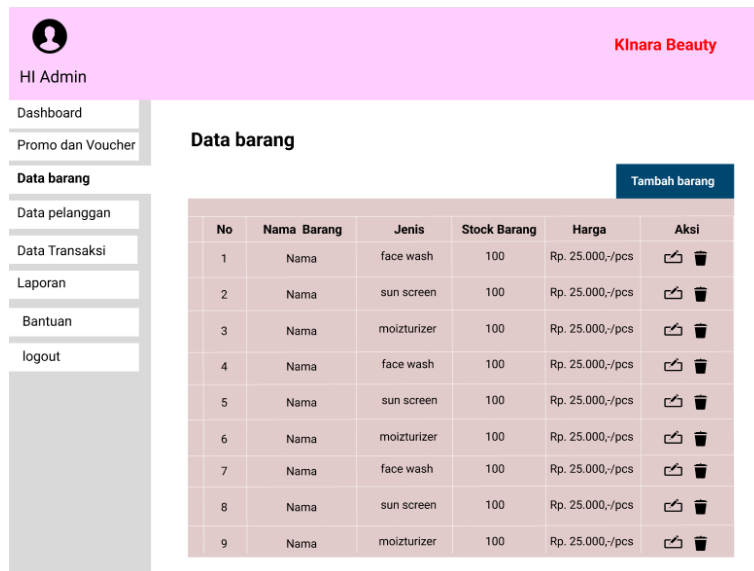 KInara Beauty
HI Admin
Dashboard
Promo dan Voucher
Data barang
Data pelanggan
Data Transaksi
Laporan
Bantuan
logout
Data barang
Tambah barang
No Nama Barang Jenis Stock Barang Harga Aksi
1 Nama face wash 100 Rp. 25.000,-/pcs
2 Nama sun screen 100 Rp. 25.000,-/pcs
3 Nama moizturizer 100 Rp. 25.000,-/pcs
4 Nama face wash 100 Rp. 25.000,-/pcs
5 Nama sun screen 100 Rp. 25.000,-/pcs
6 Nama moizturizer 100 Rp. 25.000,-/pcs
7 Nama face wash 100 Rp. 25.000,-/pcs
8 Nama sun screen 100 Rp. 25.000,-/pcs
9 Nama moizturizer 100 Rp. 25.000,-/pcs